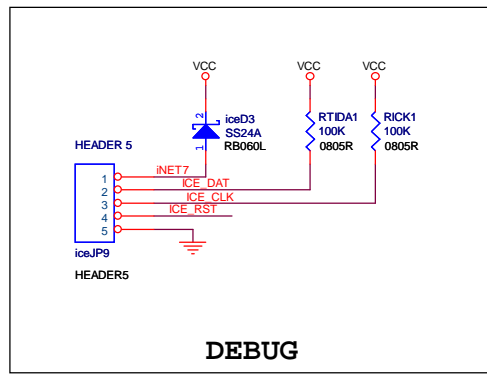 VCC
VCC
VCC
2
iceD3
SS24A
RB060L
1
RTIDA1
100K
0805R
RICK1
100K
0805R
HEADER 5
1
iNET7
2
ICE_DAT
3
ICE_CLK
4
ICE_RST
5
iceJP9
HEADER5
DEBUG